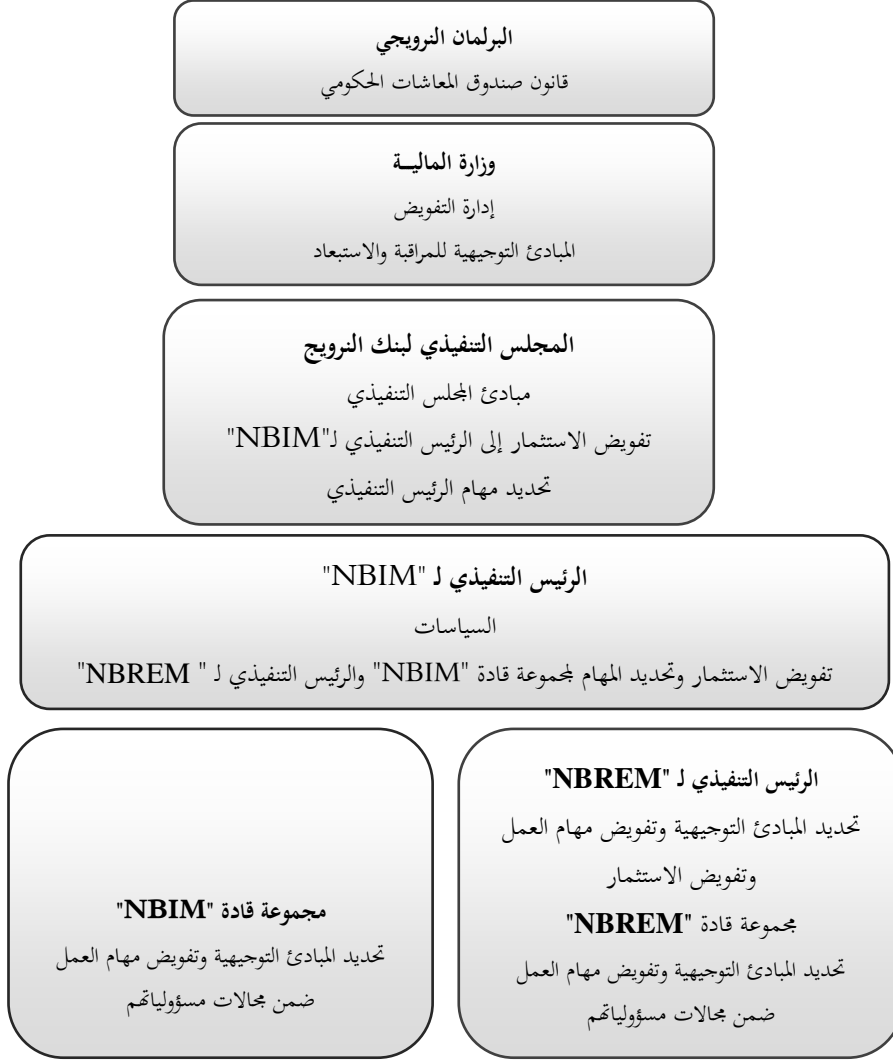 البرلمان النرويجي
قانون صندوق المعاشات الحكومي
وزارة الماليــة
إدارة التفويض
المبادئ التوجيهية للمراقبة والاستبعاد
المجلس التنفيذي لبنك النرويج
مبادئ المجلس التنفيذي
تفويض الاستثمار إلى الرئيس التنفيذي لـ"NBIM"
تحديد مهام الرئيس التنفيذي
الرئيس التنفيذي لـ "NBIM"
السياسات
تفويض الاستثمار وتحديد المهام لمجموعة قادة "NBIM" والرئيس التنفيذي لـ " NBREM"
الرئيس التنفيذي لـ "NBREM"
تحديد المبادئ التوجيهية وتفويض مهام العمل
وتفويض الاستثمار
مجموعة قادة "NBREM"
تحديد المبادئ التوجيهية وتفويض مهام العمل
ضمن مجالات مسؤولياتهم
مجموعة قادة "NBIM"
تحديد المبادئ التوجيهية وتفويض مهام العمل
ضمن مجالات مسؤولياتهم